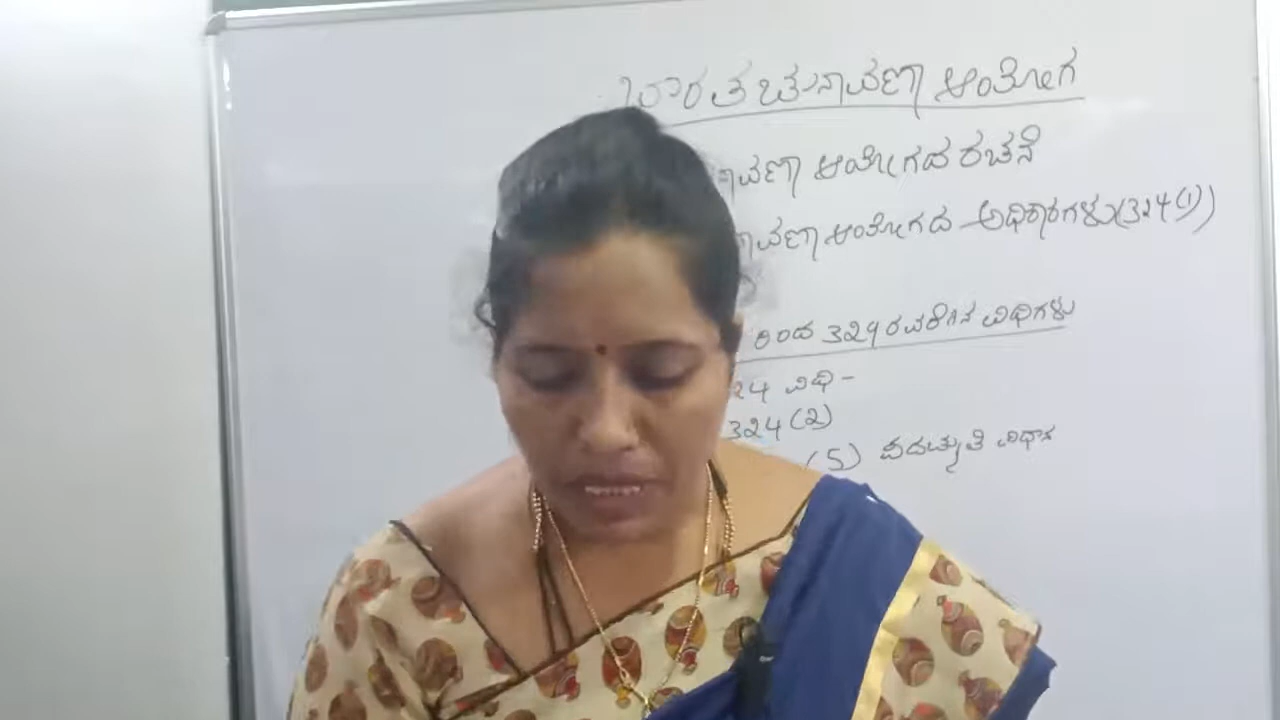 ಭಾರತ ಚುನಾವಣಾ ಆಯೋಗ
ಾವಣಾ ಆಯೋಗದ ರಚನೆ
ಾವಣಾ ಆಯೋಗದ ಅಧಿಕಾರಗಳು (324(1))
ರಿಂದ 329 ರವರೆಗಿನ ವಿಧಿಗಳು
24 ವಿಧಿ -
324 (2)
(5) ಪದಚ್ಯುತಿ ವಿಧಾನ